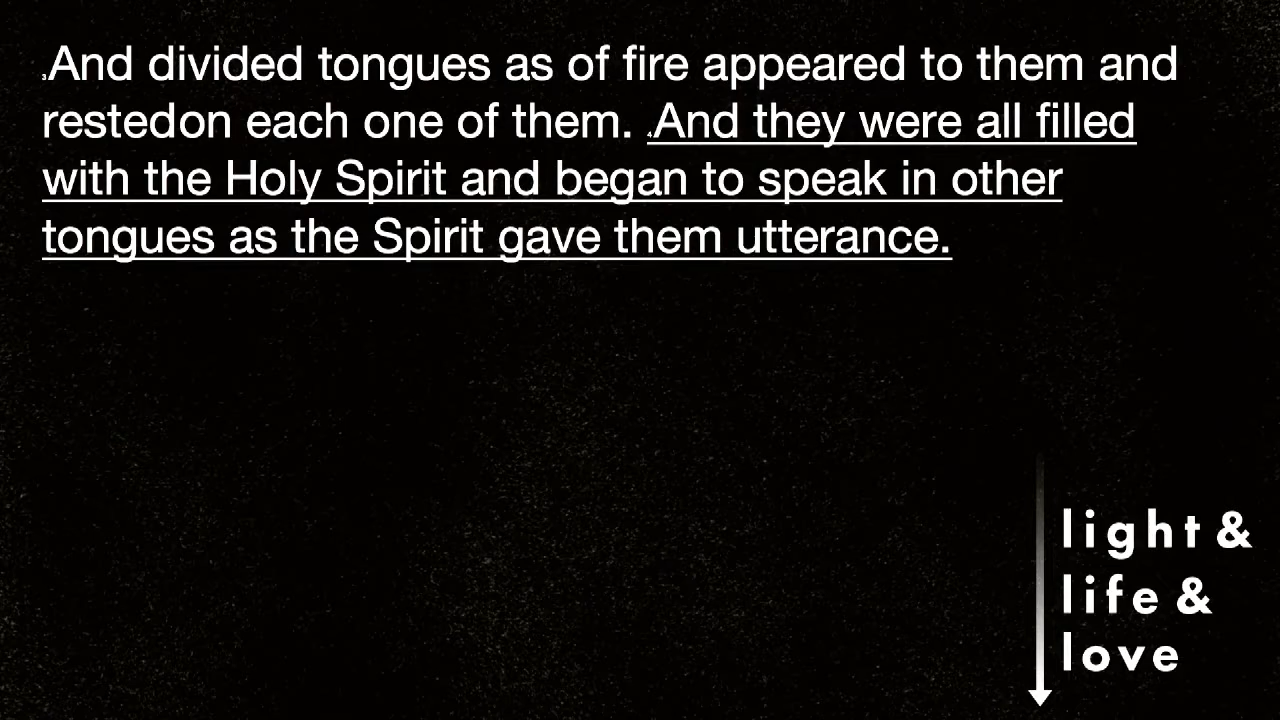 3And divided tongues as of fire appeared to them and
restedon each one of them. 4And they were all filled
with the Holy Spirit and began to speak in other
tongues as the Spirit gave them utterance.
light &
life &
love